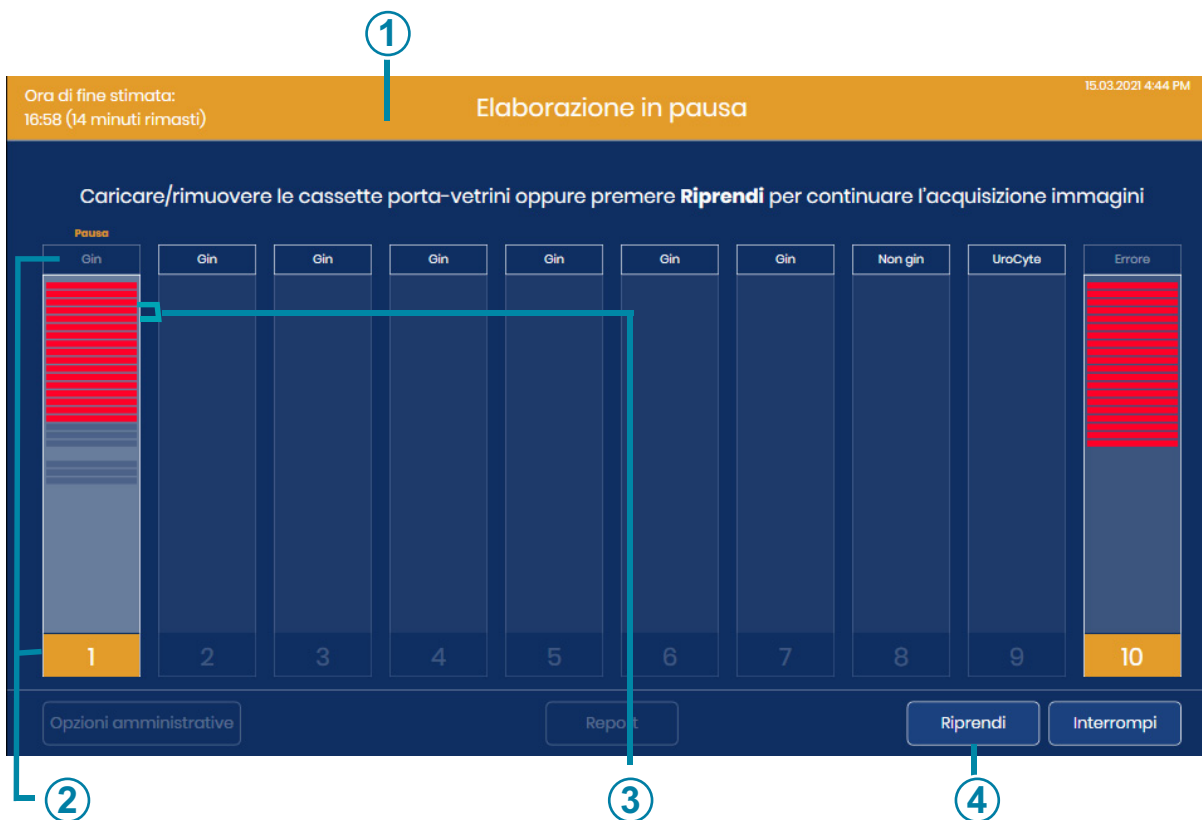 1
Ora di fine stimata:
16:58 (14 minuti rimasti)
Elaborazione in pausa
15.03.2021 4:44 PM
Caricare/rimuovere le cassette porta-vetrini oppure premere Riprendi per continuare l'acquisizione immagini
Pausa
Gin Gin Gin Gin Gin Gin Gin Non gin UroCyte Errore
1 2 3 4 5 6 7 8 9 10
Opzioni amministrative Report Riprendi Interrompi
2 3 4